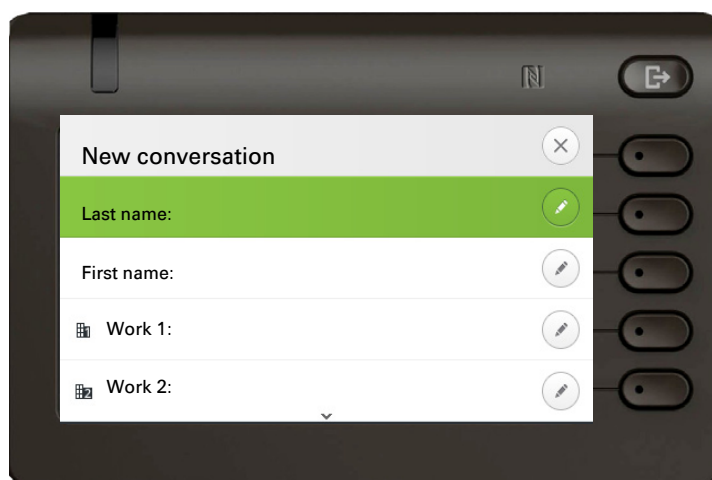 New conversation
Last name:
First name:
Work 1:
Work 2: